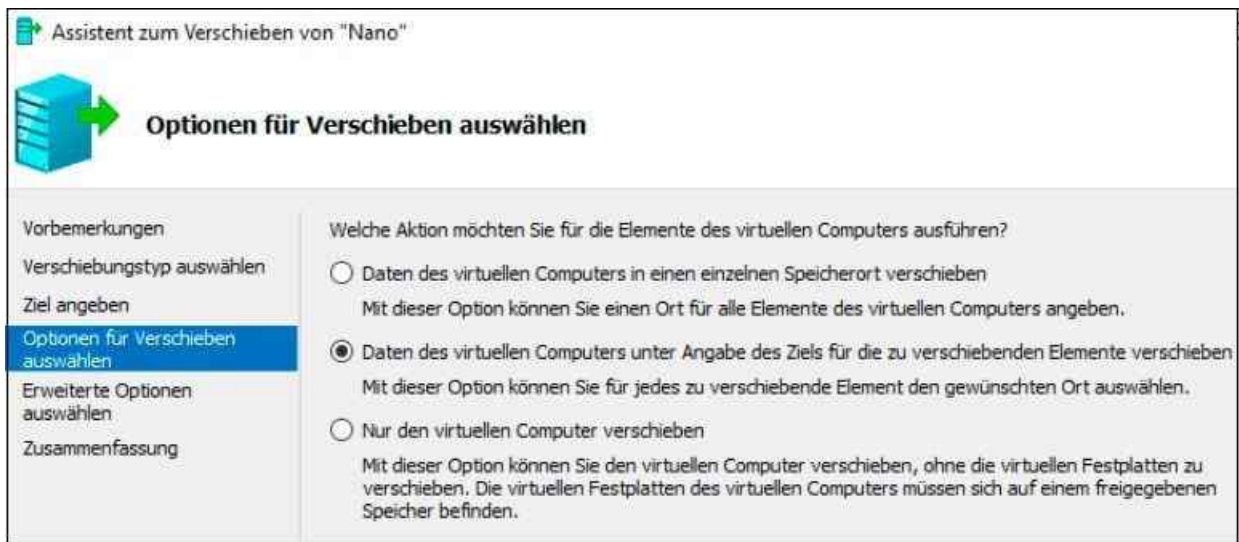 Assistent zum Verschieben von "Nano"
Optionen für Verschieben auswählen
Vorbemerkungen
Verschiebungstyp auswählen
Ziel angeben
Optionen für Verschieben
auswählen
Erweiterte Optionen
auswählen
Zusammenfassung
Welche Aktion möchten Sie für die Elemente des virtuellen Computers ausführen?
Daten des virtuellen Computers in einen einzelnen Speicherort verschieben
Mit dieser Option können Sie einen Ort für alle Elemente des virtuellen Computers angeben.
Daten des virtuellen Computers unter Angabe des Ziels für die zu verschiebenden Elemente verschieben
Mit dieser Option können Sie für jedes zu verschiebende Element den gewünschten Ort auswählen.
Nur den virtuellen Computer verschieben
Mit dieser Option können Sie den virtuellen Computer verschieben, ohne die virtuellen Festplatten zu
verschieben. Die virtuellen Festplatten des virtuellen Computers müssen sich auf einem freigegebenen
Speicher befinden.